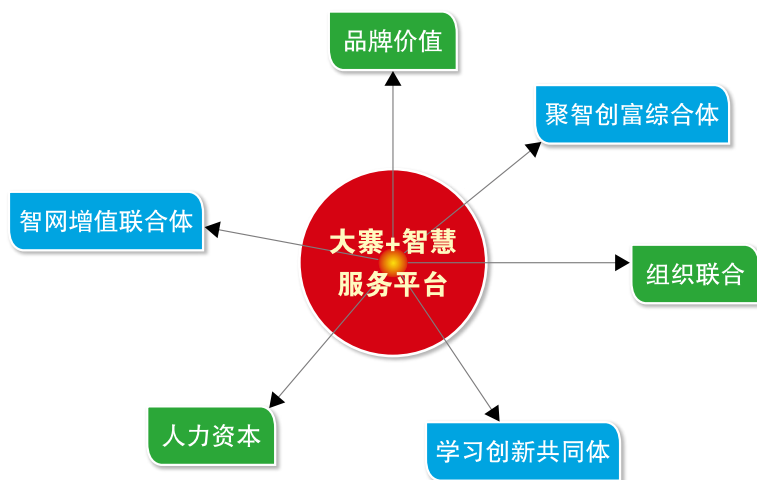 品牌价值
聚智创富综合体
智网增值联合体
大寨+智慧
服务平台
组织联合
人力资本
学习创新共同体